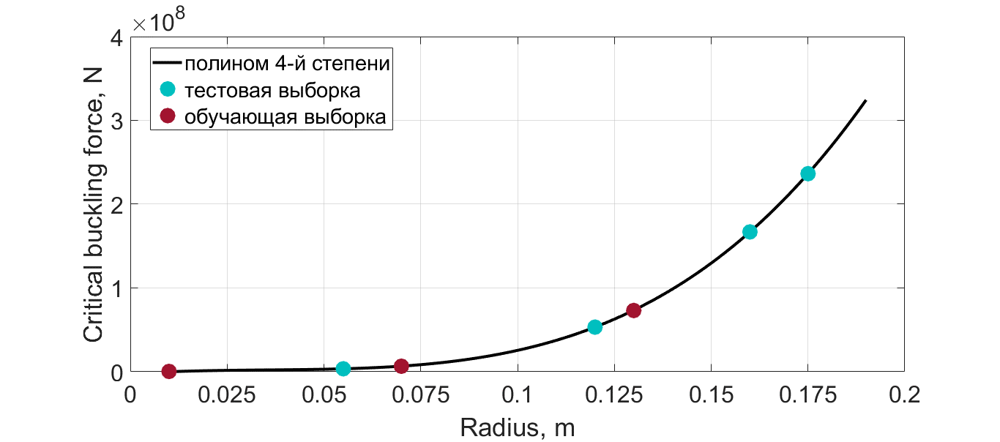 ×10⁸
4
3
2
1
0
Critical buckling force, N
полином 4-й степени
тестовая выборка
обучающая выборка
0 0.025 0.05 0.075 0.1 0.125 0.15 0.175 0.2
Radius, m